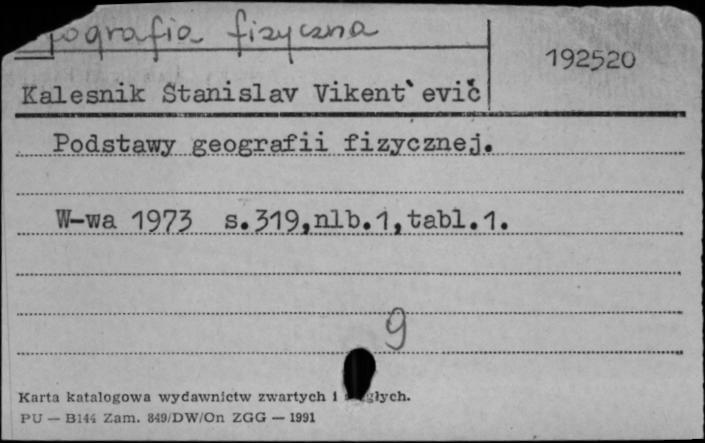 fizyczna
192520
Kalesnik Stanislav Vikent`evič
Podstawy geografii fizycznej.
W-wa 1973 s.319,nlb.1,tabl.1.
9
Karta katalogowa wydawnictw zwartych i
PU — B144 Zam. 849/DW/On ZGG — 1991